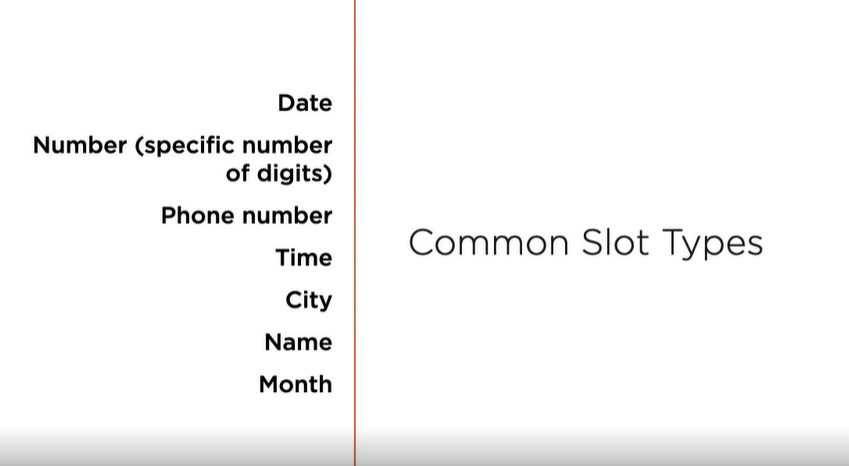 Date
Number (specific number
of digits)
Phone number
Time
City
Name
Month
Common Slot Types